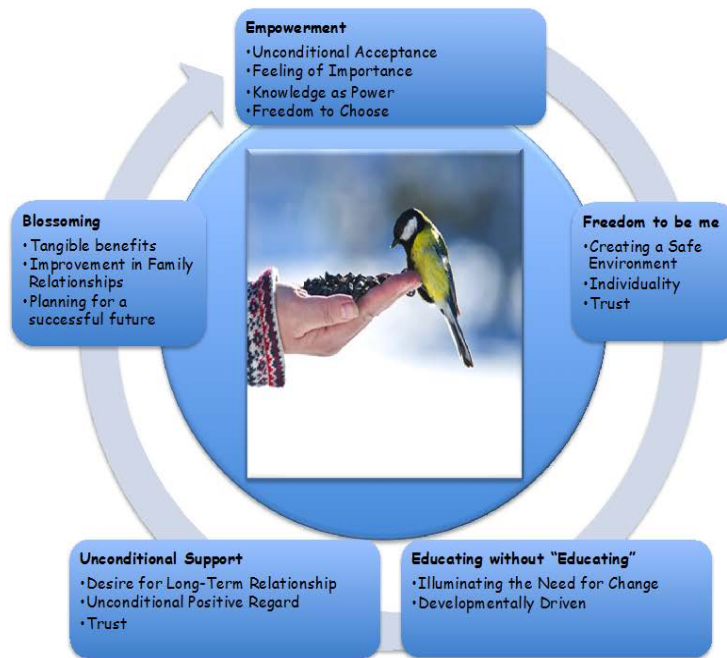 Empowerment
•Unconditional Acceptance
•Feeling of Importance
•Knowledge as Power
•Freedom to Choose
Freedom to be me
•Creating a Safe
Environment
•Individuality
•Trust
Educating without “Educating”
•Illuminating the Need for Change
•Developmentally Driven
Unconditional Support
•Desire for Long-Term Relationship
•Unconditional Positive Regard
•Trust
Blossoming
•Tangible benefits
•Improvement in Family
Relationships
•Planning for a
successful future